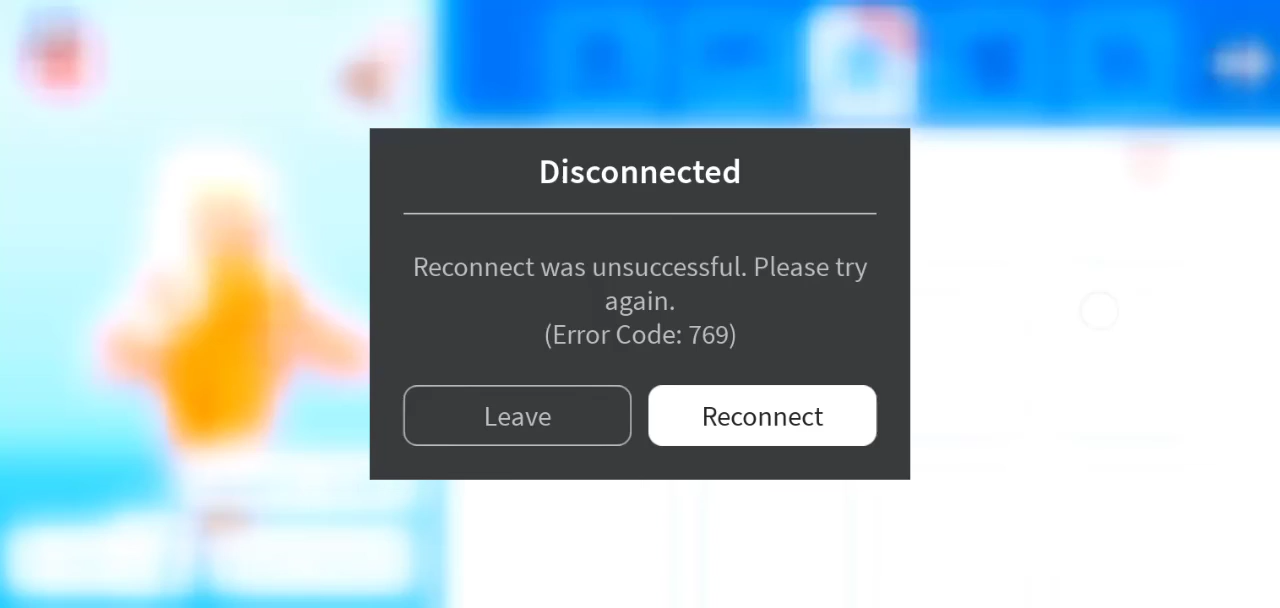 Disconnected
Reconnect was unsuccessful. Please try
again.
(Error Code: 769)
Leave
Reconnect